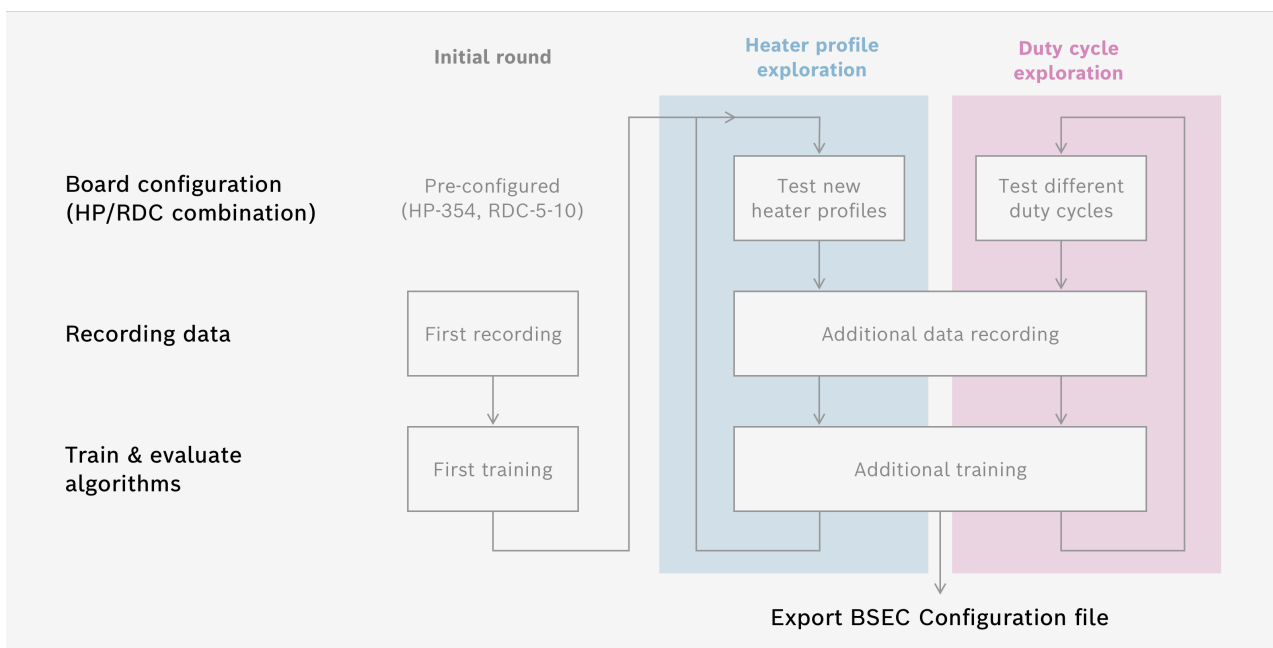 Initial round
Heater profile
exploration
Duty cycle
exploration
Board configuration
(HP/RDC combination)
Pre-configured
(HP-354, RDC-5-10)
Test new
heater profiles
Test different
duty cycles
Recording data
First recording
Additional data recording
Train & evaluate
algorithms
First training
Additional training
Export BSEC Configuration file